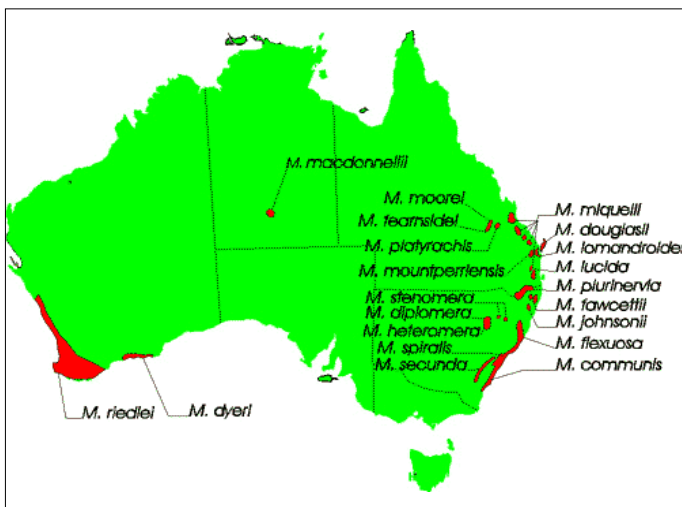 M. macdonnellii
M. moorei
M. fearnsidei
M. platyrachis
M. mountperriensis
M. stenomera
M. diplomera
M. heteromera
M. spiralis
M. secunda
M. miquelii
M. douglasii
M. lomandroides
M. lucida
M. plurinervia
M. fawcettii
M. johnsonii
M. flexuosa
M. communis
M. riedlei
M. dyeri